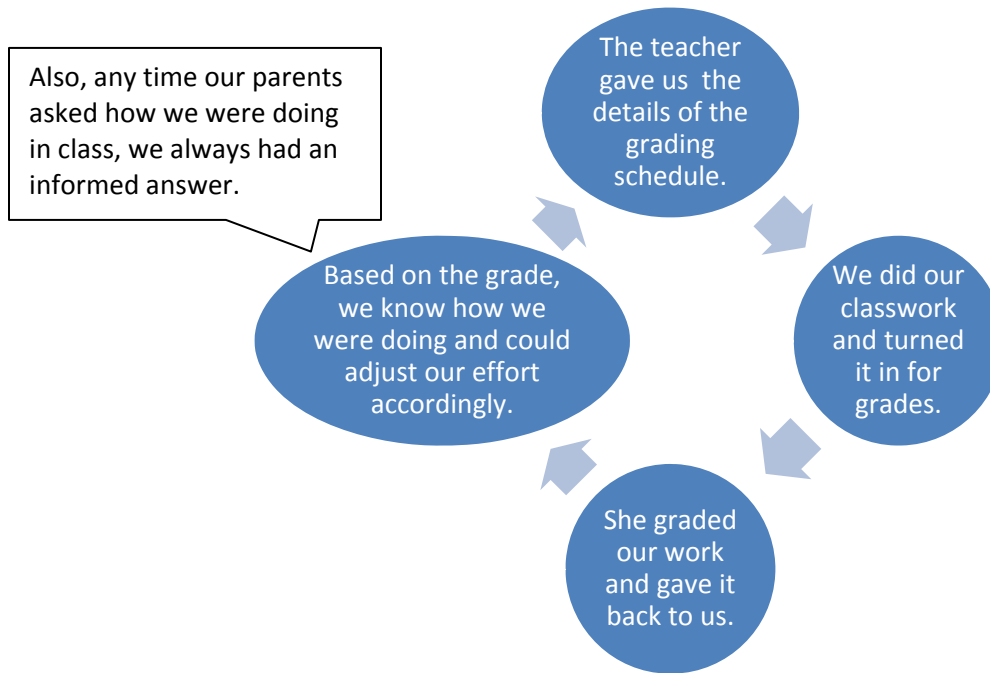 Also, any time our parents
asked how we were doing
in class, we always had an
informed answer.
The teacher
gave us the
details of the
grading
schedule.
We did our
classwork
and turned
it in for
grades.
She graded
our work
and gave it
back to us.
Based on the grade,
we know how we
were doing and could
adjust our effort
accordingly.